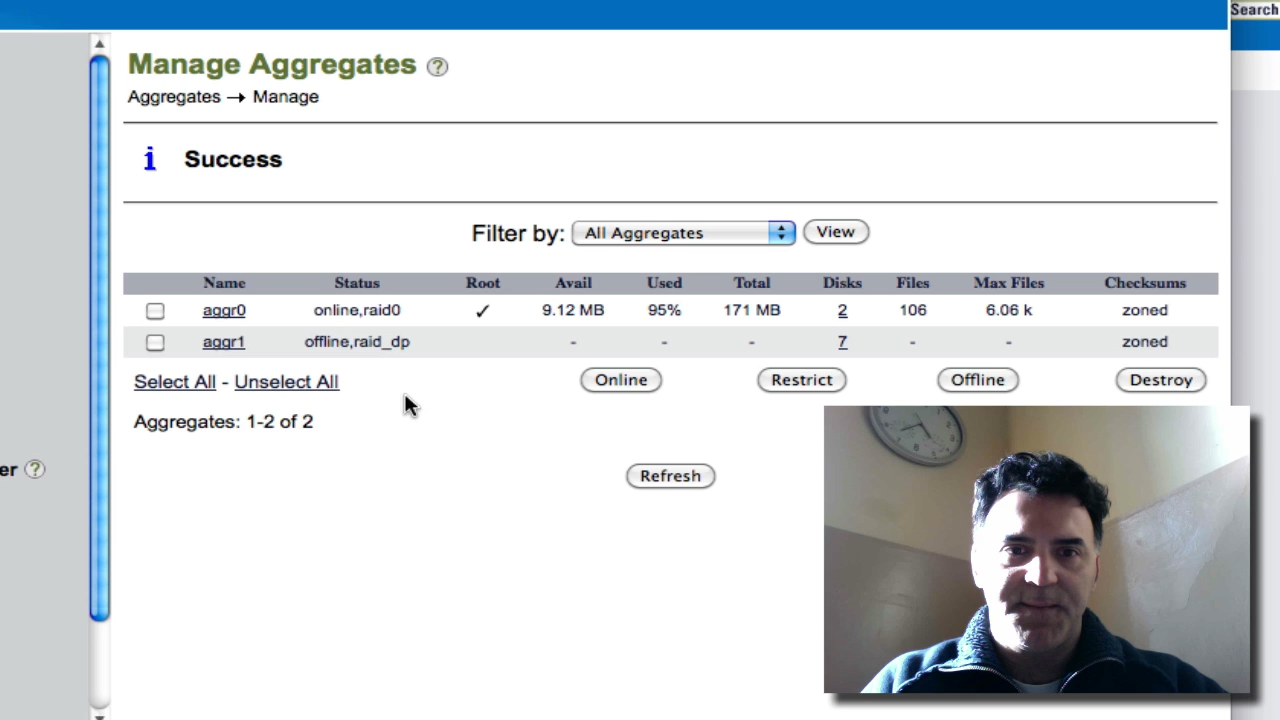 Search
Manage Aggregates ?
Aggregates → Manage
i Success
Filter by: All Aggregates View
Name Status Root Avail Used Total Disks Files Max Files Checksums
aggr0 online,raid0 ✓ 9.12 MB 95% 171 MB 2 106 6.06 k zoned
aggr1 offline,raid_dp - - - 7 - - zoned
Select All - Unselect All Online Restrict Offline Destroy
Aggregates: 1-2 of 2
er ?
Refresh